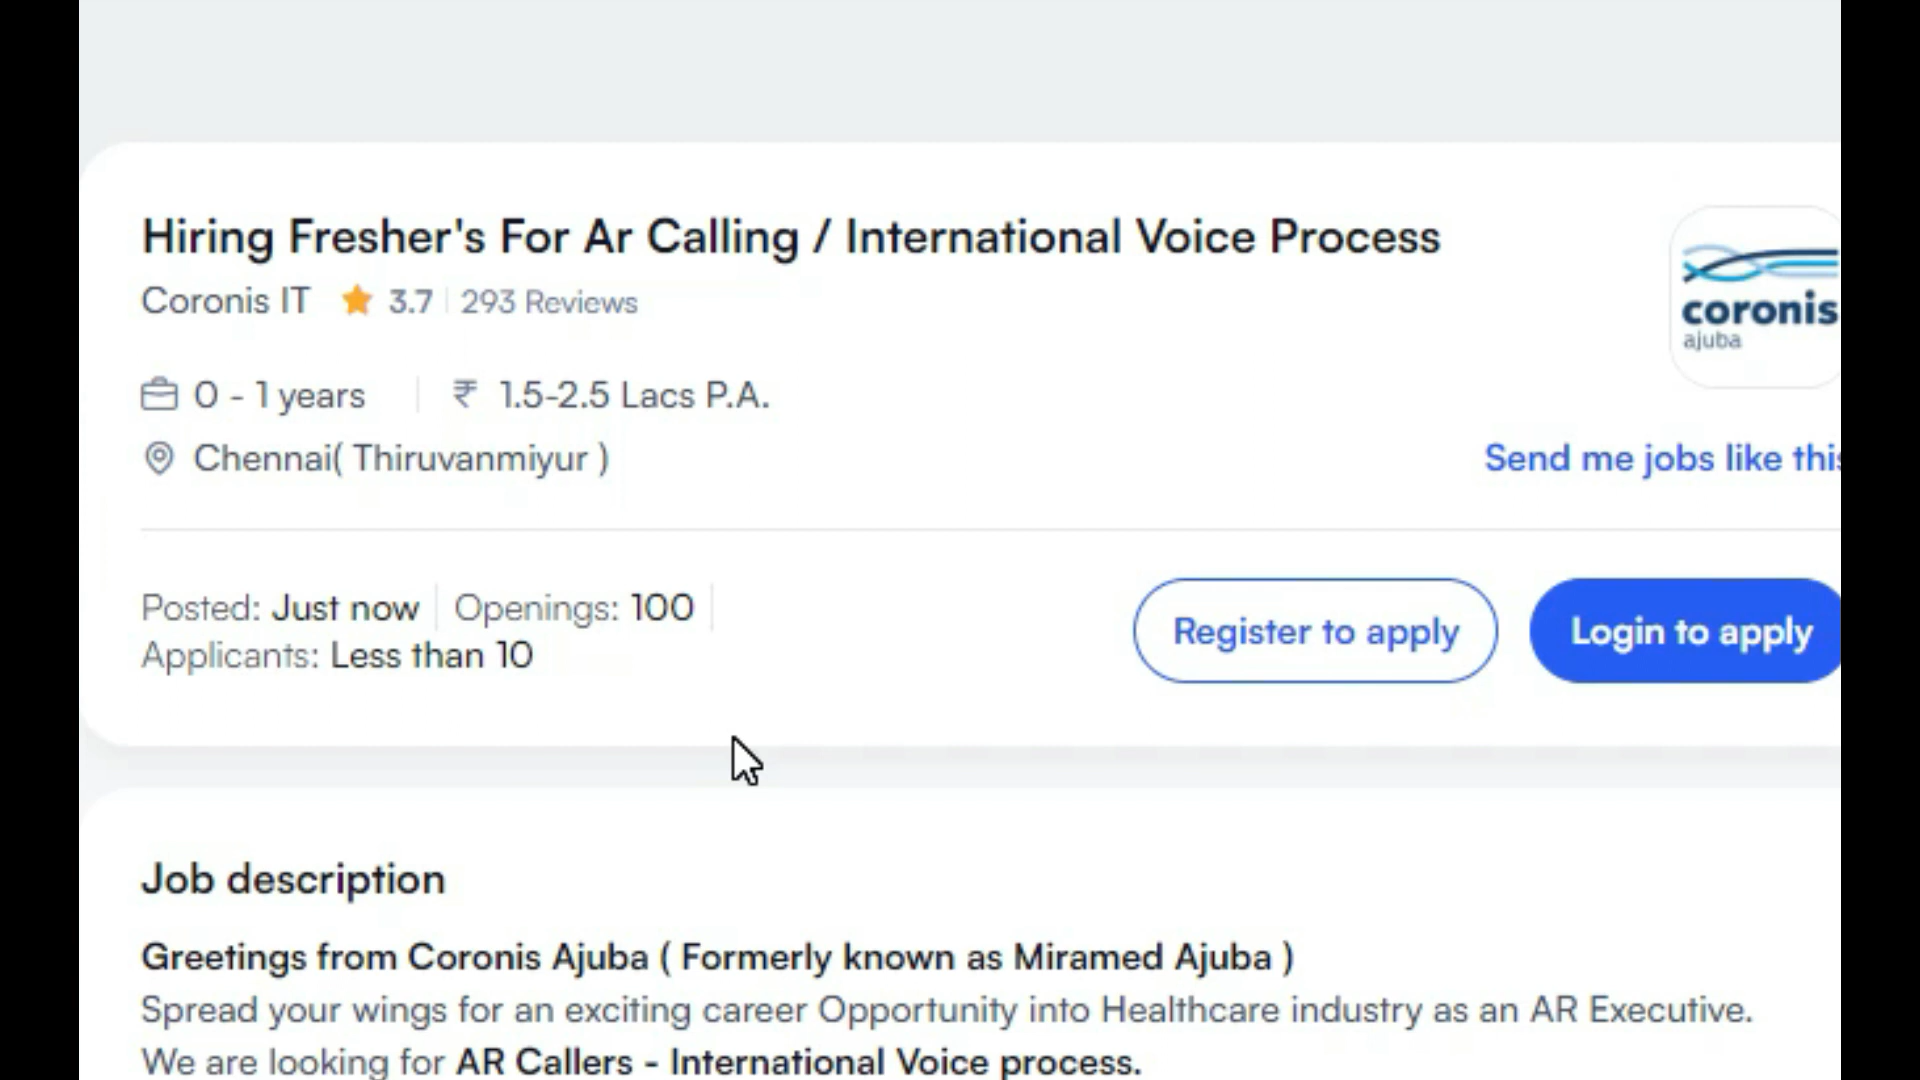 Hiring Fresher's For Ar Calling / International Voice Process
Coronis IT 3.7 293 Reviews
coronis
ajuba
0 - 1 years ₹ 1.5-2.5 Lacs P.A.
Chennai( Thiruvanmiyur )
Send me jobs like this
Posted: Just now Openings: 100
Applicants: Less than 10
Register to apply
Login to apply
Job description
Greetings from Coronis Ajuba ( Formerly known as Miramed Ajuba )
Spread your wings for an exciting career Opportunity into Healthcare industry as an AR Executive.
We are looking for AR Callers - International Voice process.